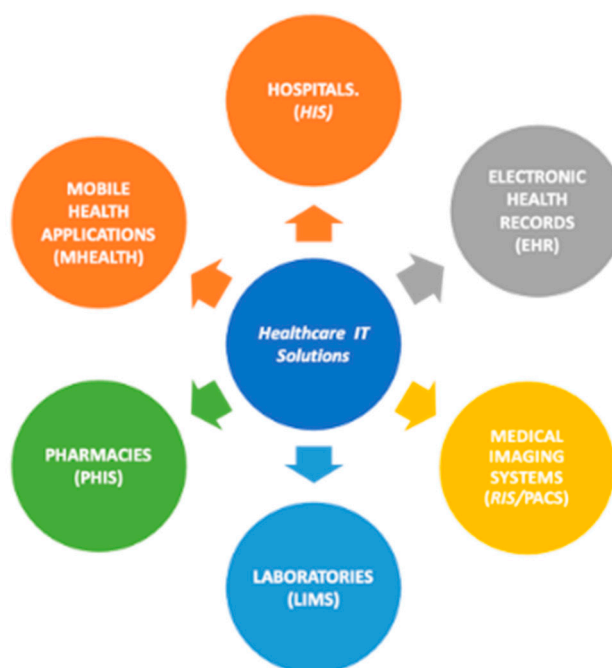 HOSPITALS.
(HIS)
ELECTRONIC
HEALTH
RECORDS
(EHR)
MOBILE
HEALTH
APPLICATIONS
(MHEALTH)
Healthcare IT
Solutions
MEDICAL
IMAGING
SYSTEMS
(RIS/PACS)
PHARMACIES
(PHIS)
LABORATORIES
(LIMS)